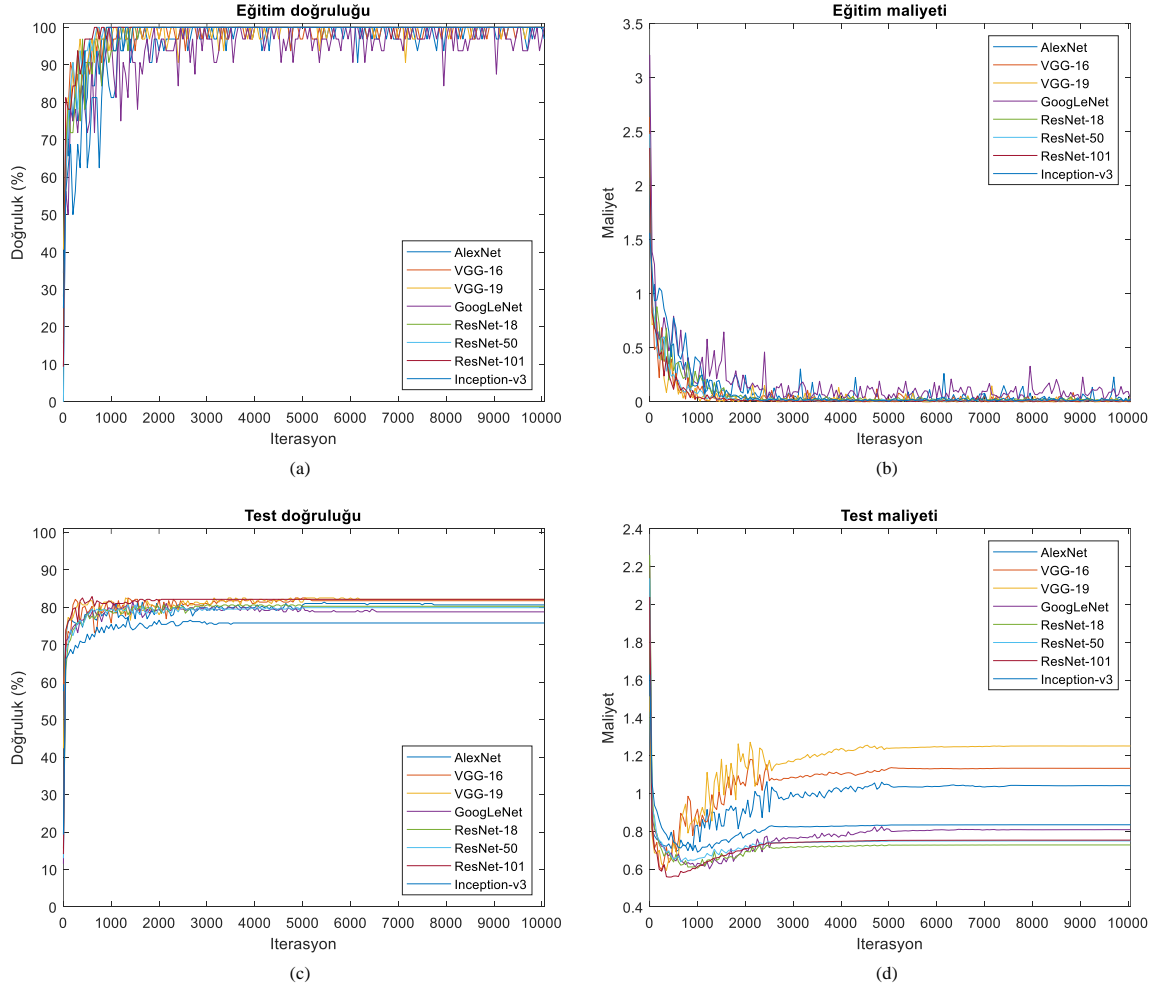 Eğitim doğruluğu
100
90
80
70
60
50
40
30
20
10
0
Doğruluk (%)
AlexNet
VGG-16
VGG-19
GoogLeNet
ResNet-18
ResNet-50
ResNet-101
Inception-v3
0 1000 2000 3000 4000 5000 6000 7000 8000 9000 10000
Iterasyon
(a)
Eğitim maliyeti
3.5
3
2.5
2
1.5
1
0.5
0
Maliyet
AlexNet
VGG-16
VGG-19
GoogLeNet
ResNet-18
ResNet-50
ResNet-101
Inception-v3
0 1000 2000 3000 4000 5000 6000 7000 8000 9000 10000
Iterasyon
(b)
Test doğruluğu
100
90
80
70
60
50
40
30
20
10
0
Doğruluk (%)
AlexNet
VGG-16
VGG-19
GoogLeNet
ResNet-18
ResNet-50
ResNet-101
Inception-v3
0 1000 2000 3000 4000 5000 6000 7000 8000 9000 10000
Iterasyon
(c)
Test maliyeti
2.4
2.2
2
1.8
1.6
1.4
1.2
1
0.8
0.6
0.4
Maliyet
AlexNet
VGG-16
VGG-19
GoogLeNet
ResNet-18
ResNet-50
ResNet-101
Inception-v3
0 1000 2000 3000 4000 5000 6000 7000 8000 9000 10000
Iterasyon
(d)